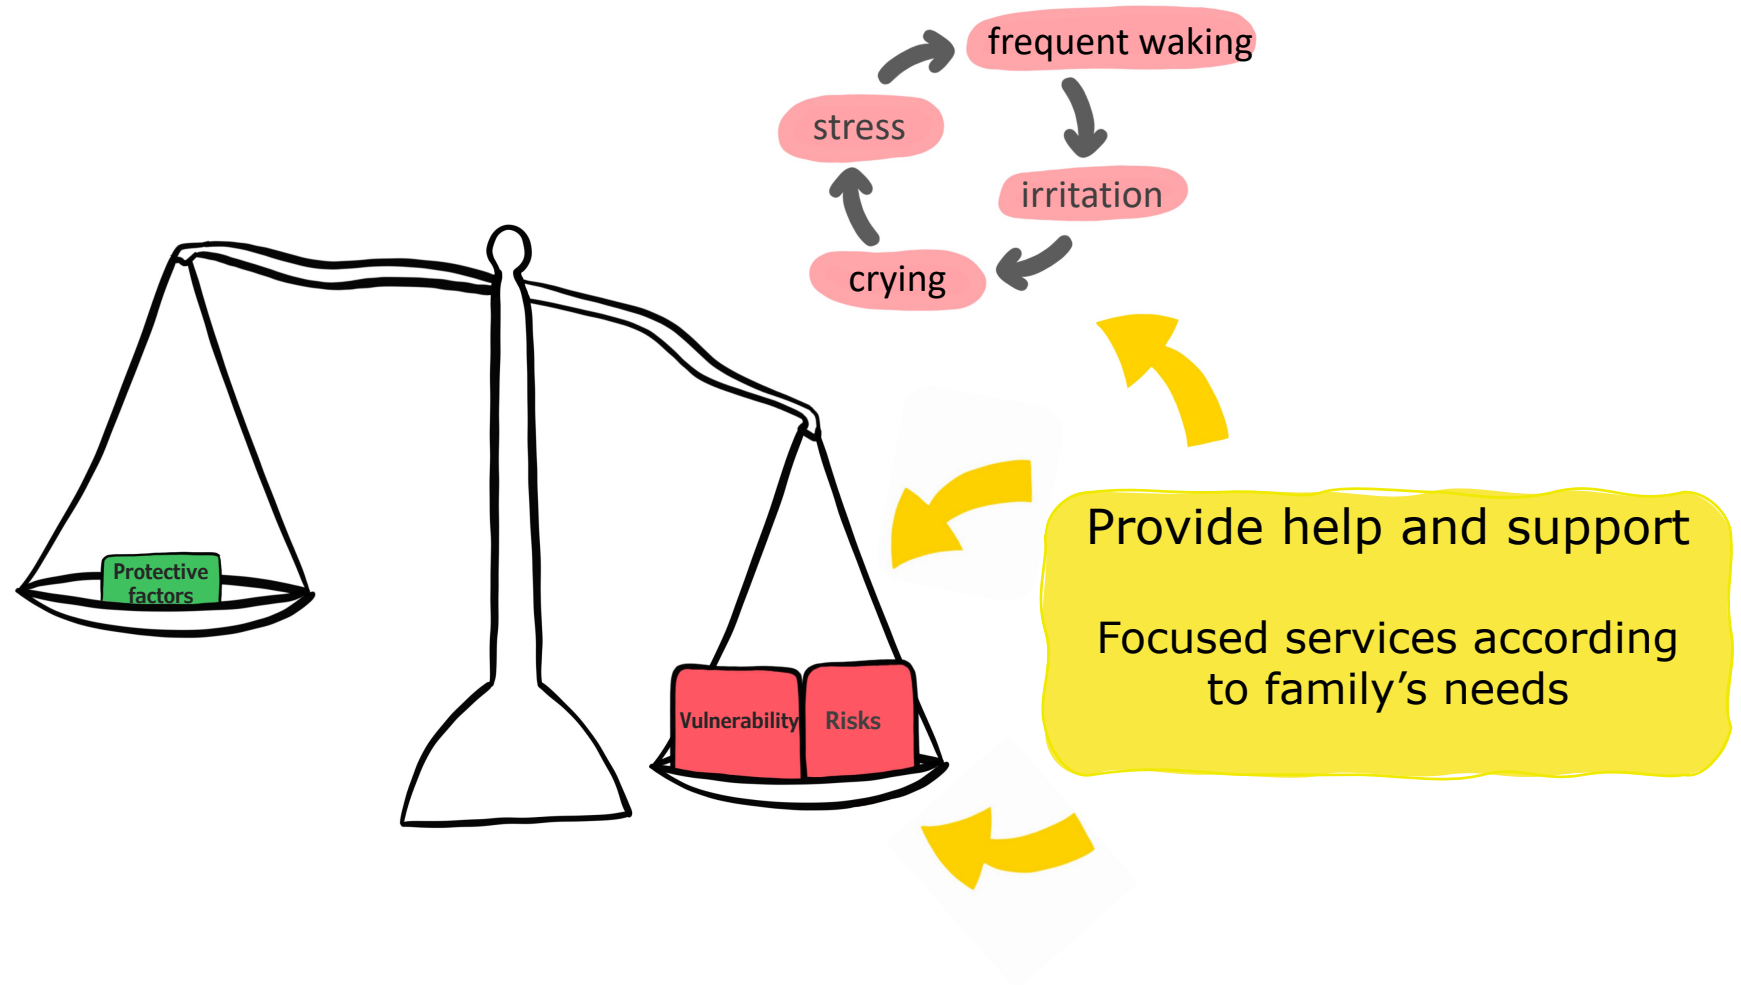 frequent waking
stress
irritation
crying
Protective
factors
Vulnerability
Risks
Provide help and support
Focused services according
to family’s needs